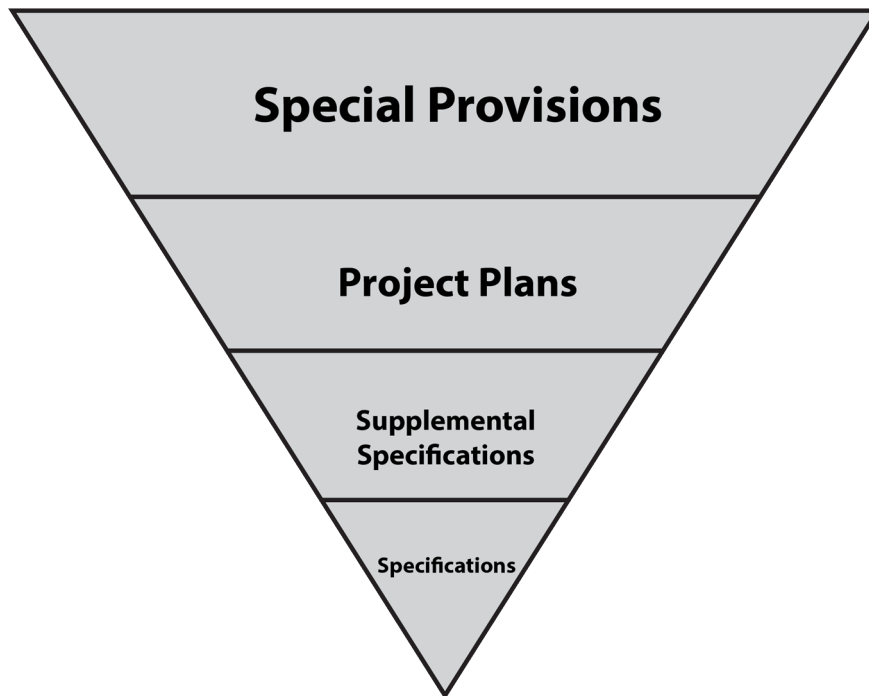 Special Provisions
Project Plans
Supplemental
Specifications
Specifications